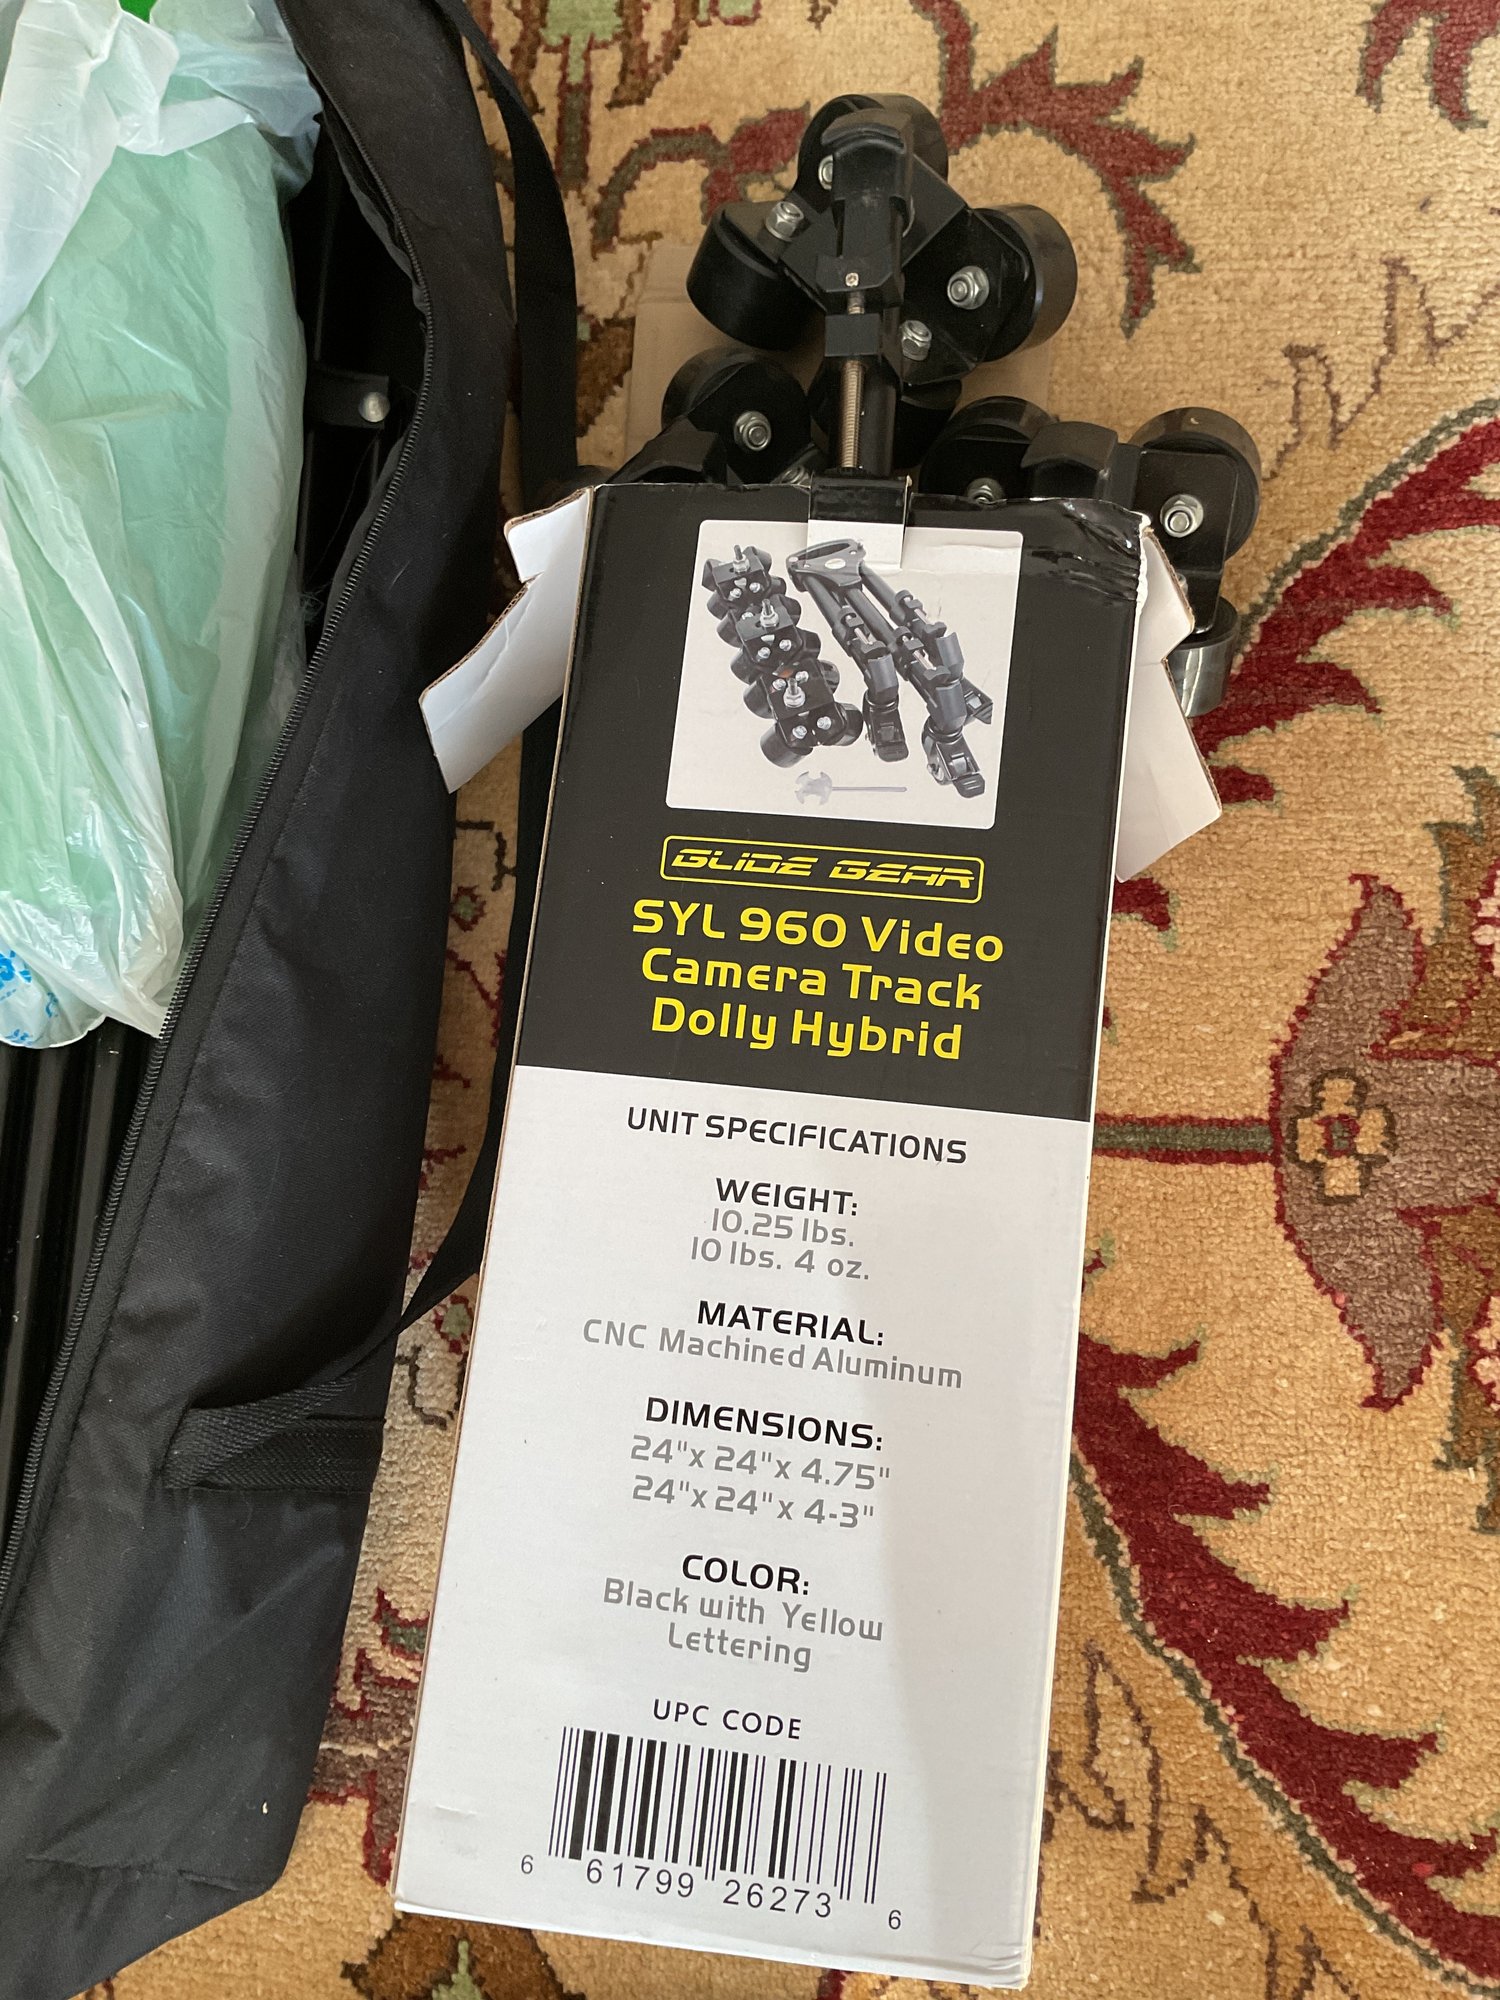 GLIDE GEAR
SYL 960 Video
Camera Track
Dolly Hybrid
UNIT SPECIFICATIONS
WEIGHT:
10.25 lbs.
10 lbs. 4 oz.
MATERIAL:
CNC Machined Aluminum
DIMENSIONS:
24"x 24"x 4.75"
24"x 24"x 4-3"
COLOR:
Black with Yellow
Lettering
UPC CODE
6 61799 26273 6